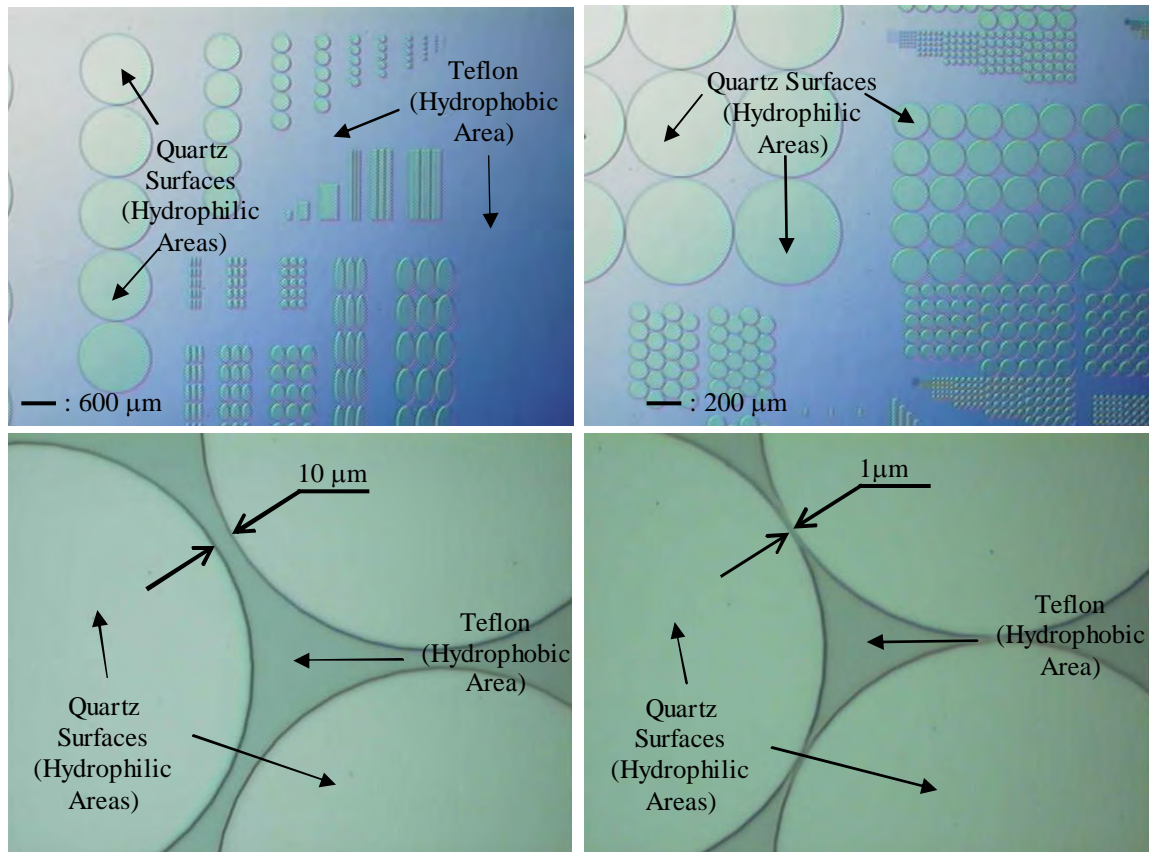 Teflon
(Hydrophobic
Area)
Quartz
Surfaces
(Hydrophilic
Areas)
: 600 μm
Quartz Surfaces
(Hydrophilic
Areas)
: 200 μm
10 μm
Teflon
(Hydrophobic
Area)
Quartz
Surfaces
(Hydrophilic
Areas)
1μm
Teflon
(Hydrophobic
Area)
Quartz
Surfaces
(Hydrophilic
Areas)